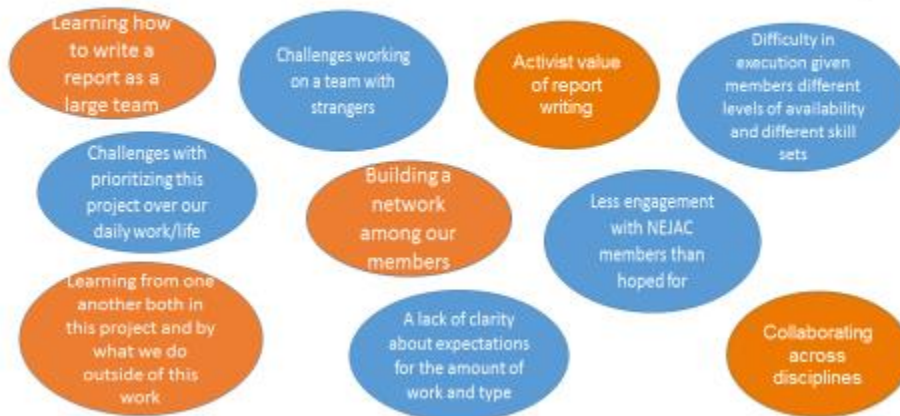 Learning how
to write a
report as a
large team
Challenges working
on a team with
strangers
Activist value
of report
writing
Difficulty in
execution given
members different
levels of availability
and different skill
sets
Challenges with
prioritizing this
project over our
daily work/life
Building a
network
among our
members
Less engagement
with NEJAC
members than
hoped for
Learning from one
another both in
this project and by
what we do
outside of this
work
A lack of clarity
about expectations
for the amount of
work and type
Collaborating
across
disciplines